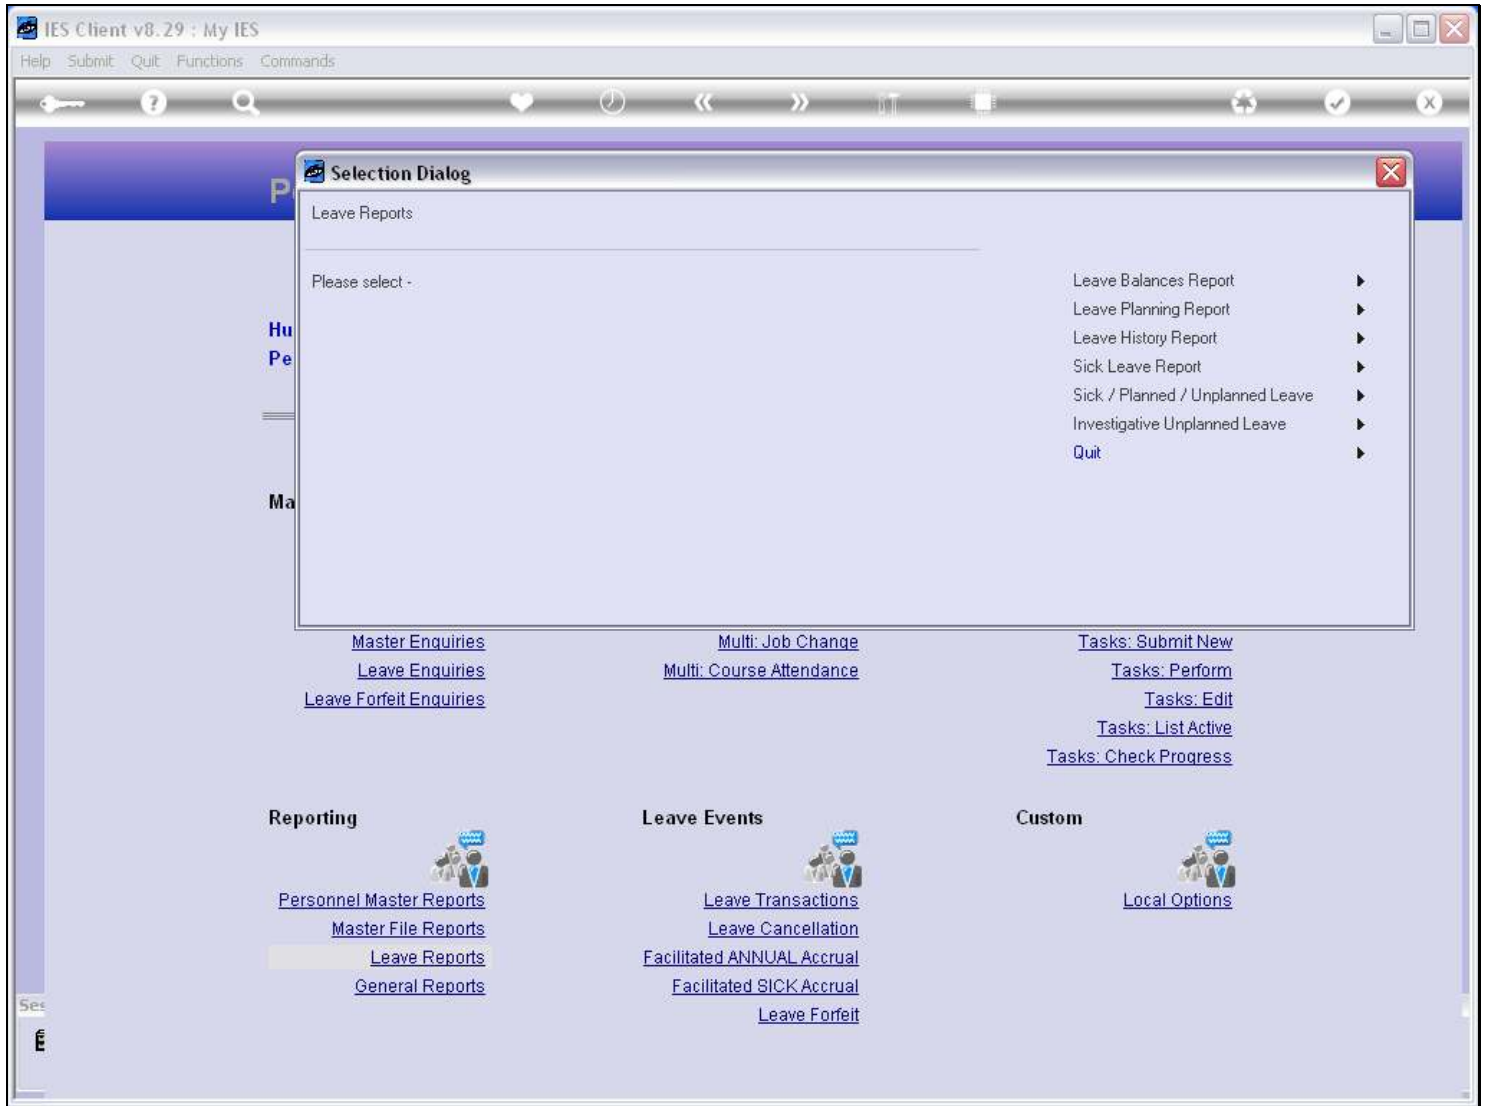 IES Client v8.29 : My IES
Help Submit Quit Functions Commands
Selection Dialog
Leave Reports
Please select -
Leave Balances Report
Leave Planning Report
Leave History Report
Sick Leave Report
Sick / Planned / Unplanned Leave
Investigative Unplanned Leave
Quit
P
Hu
Pe
Ma
Master Enquiries
Leave Enquiries
Leave Forfeit Enquiries
Multi: Job Change
Multi: Course Attendance
Tasks: Submit New
Tasks: Perform
Tasks: Edit
Tasks: List Active
Tasks: Check Progress
Reporting
Personnel Master Reports
Master File Reports
Leave Reports
General Reports
Leave Events
Leave Transactions
Leave Cancellation
Facilitated ANNUAL Accrual
Facilitated SICK Accrual
Leave Forfeit
Custom
Local Options
Ses